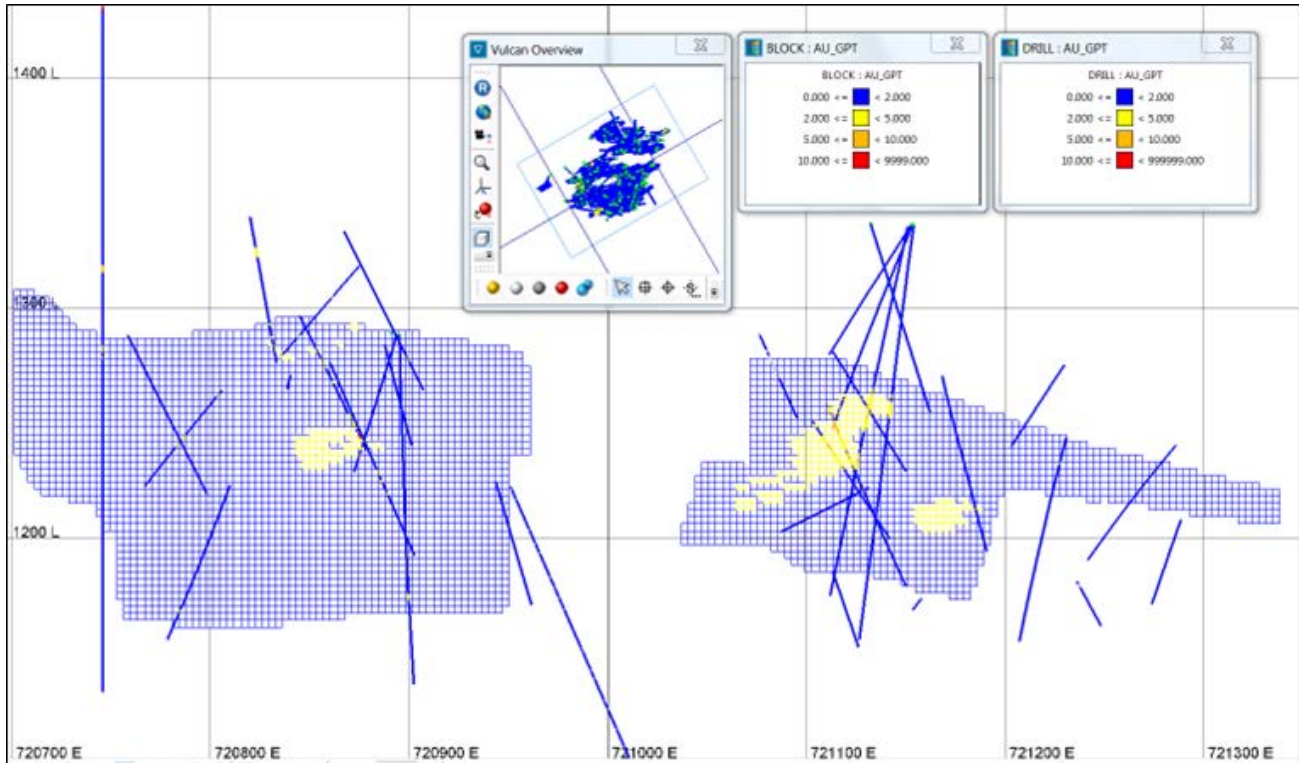 Vulcan Overview
BLOCK : AU_GPT
DRILL : AU_GPT
BLOCK : AU_GPT
0.000 <= < 2.000
2.000 <= < 5.000
5.000 <= < 10.000
10.000 <= < 9999.000
DRILL : AU_GPT
0.000 <= < 2.000
2.000 <= < 5.000
5.000 <= < 10.000
10.000 <= < 999999.000
R
1400 L
1300 L
1200 L
720700 E
720800 E
720900 E
721000 E
721100 E
721200 E
721300 E